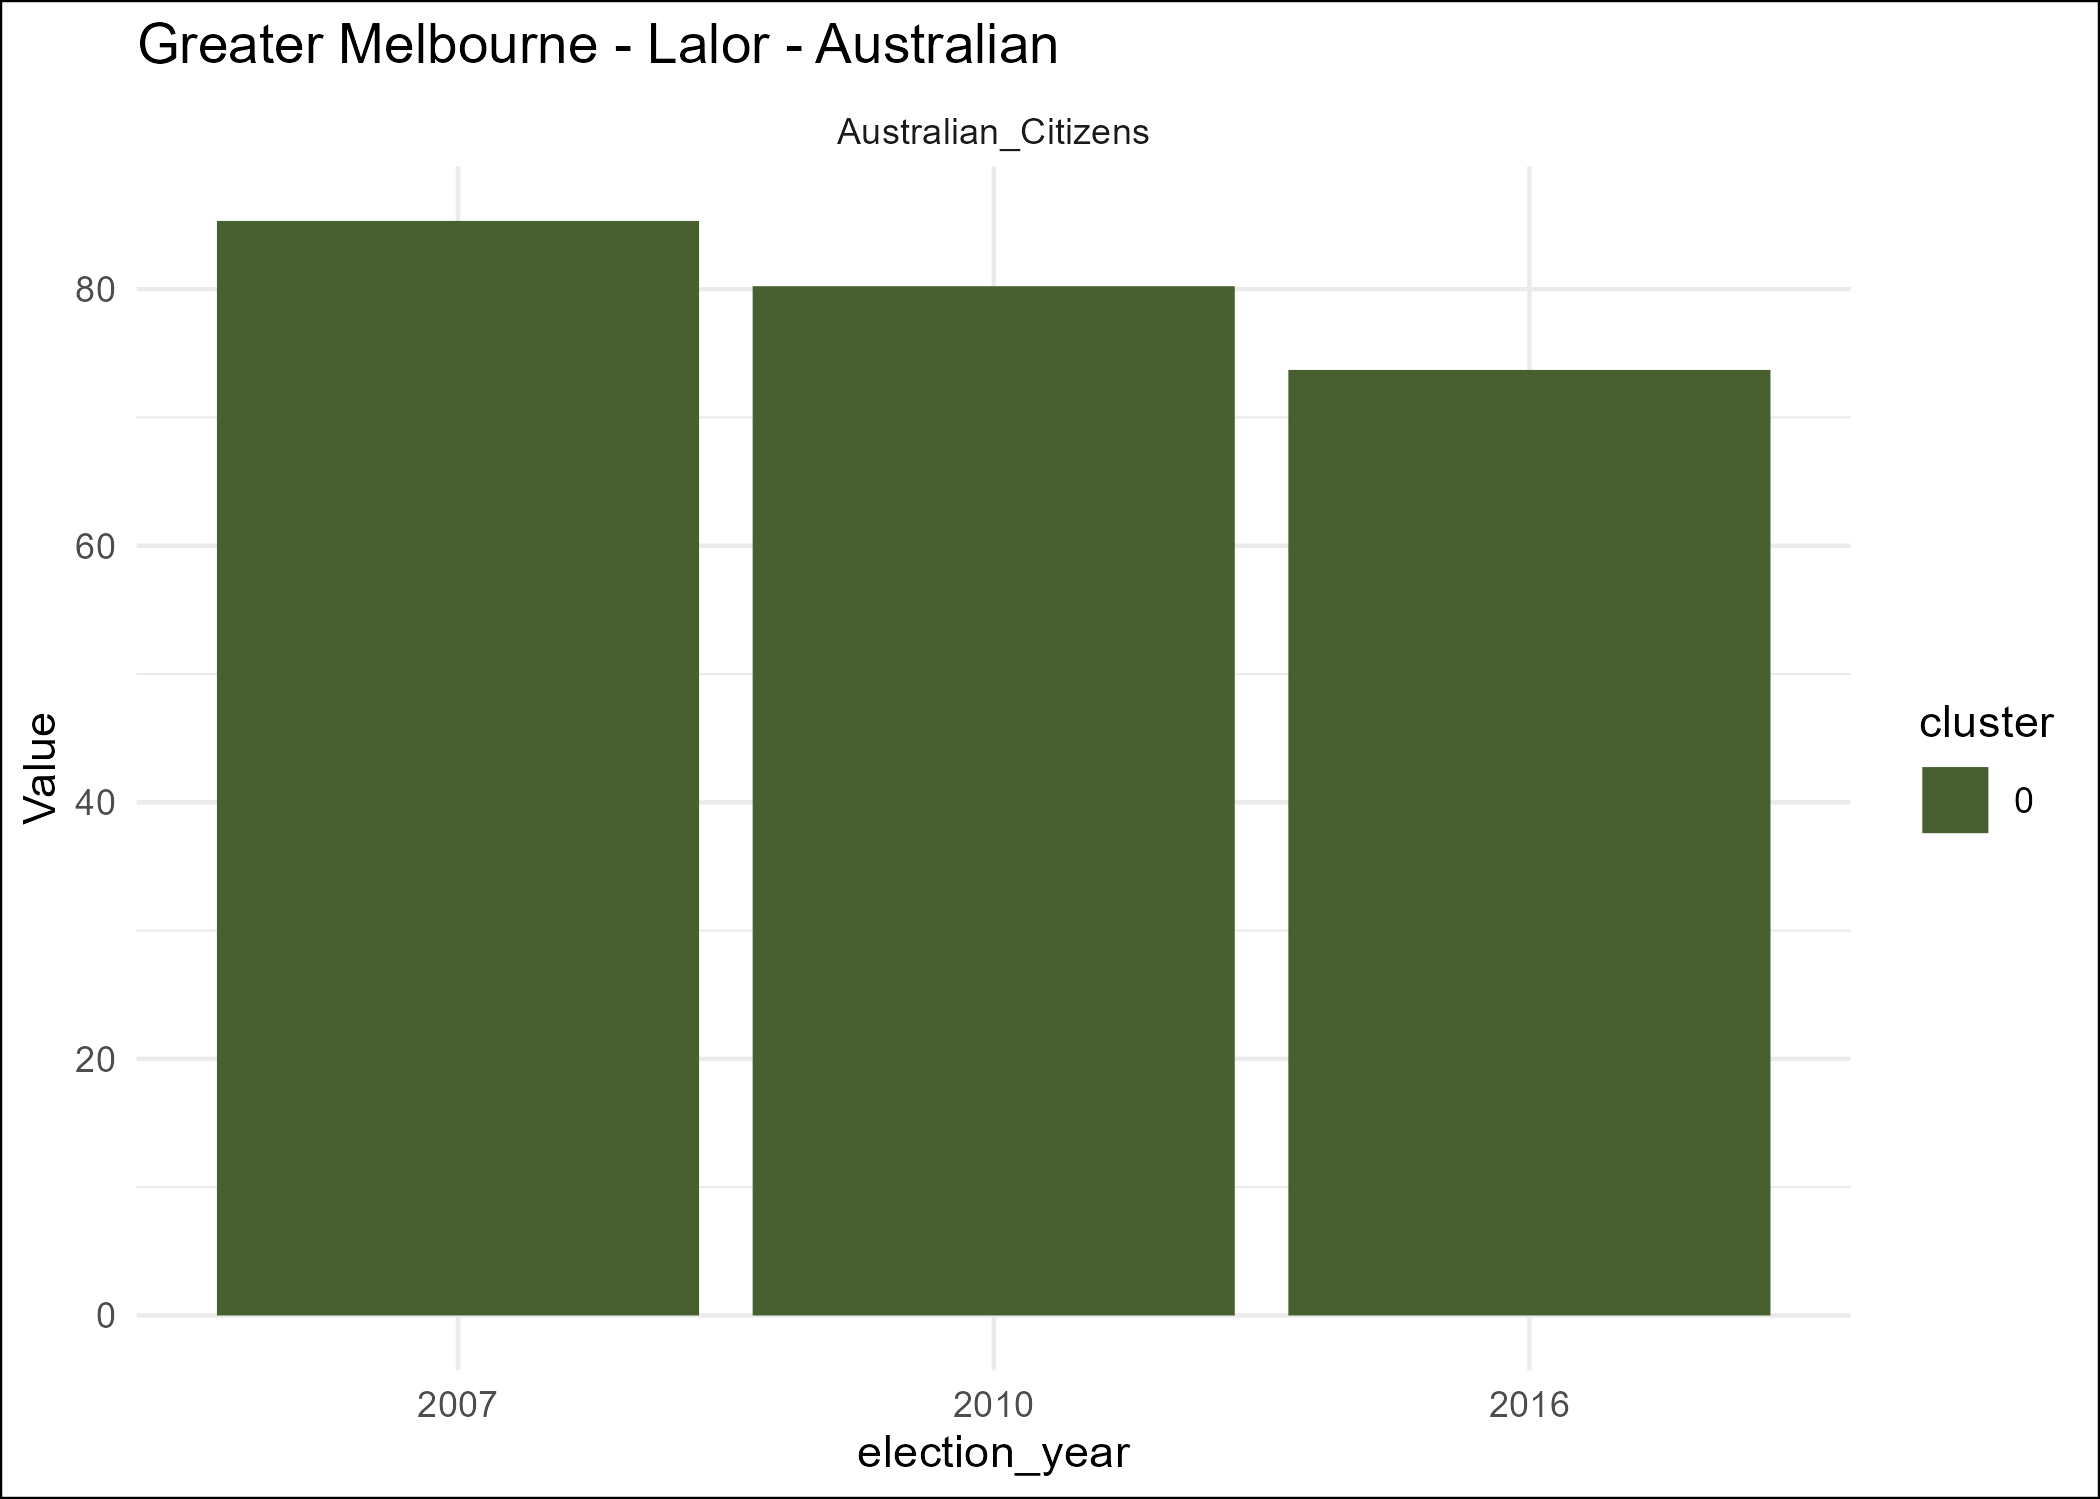 Greater Melbourne - Lalor - Australian
Australian_Citizens
80
60
40
20
0
Value
2007 2010 2016
election_year
cluster
0